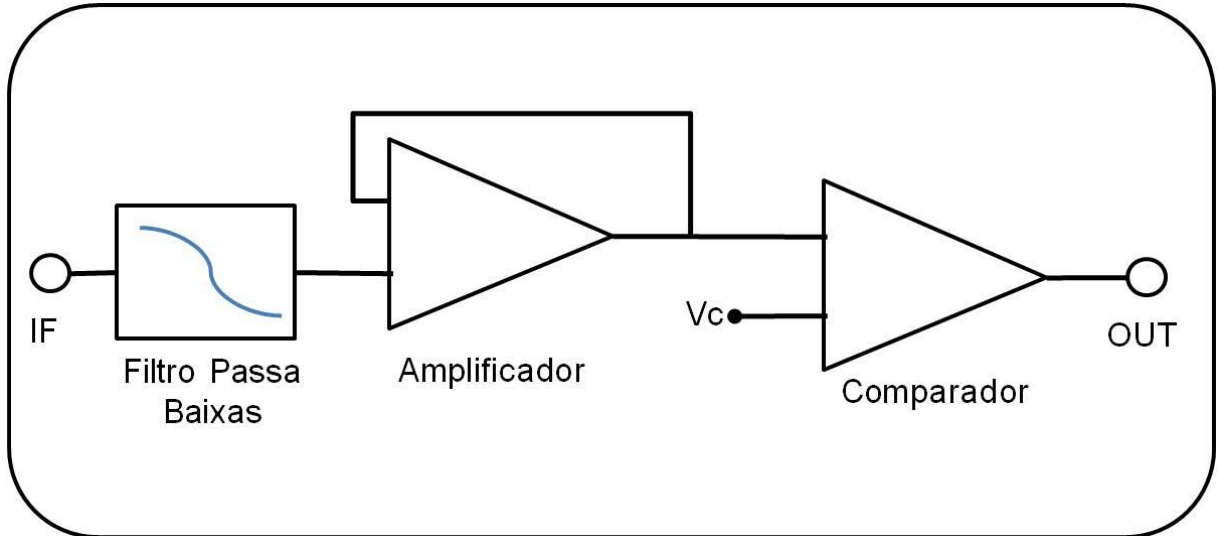 IF
Filtro Passa
Baixas
Amplificador
Vc
Comparador
OUT